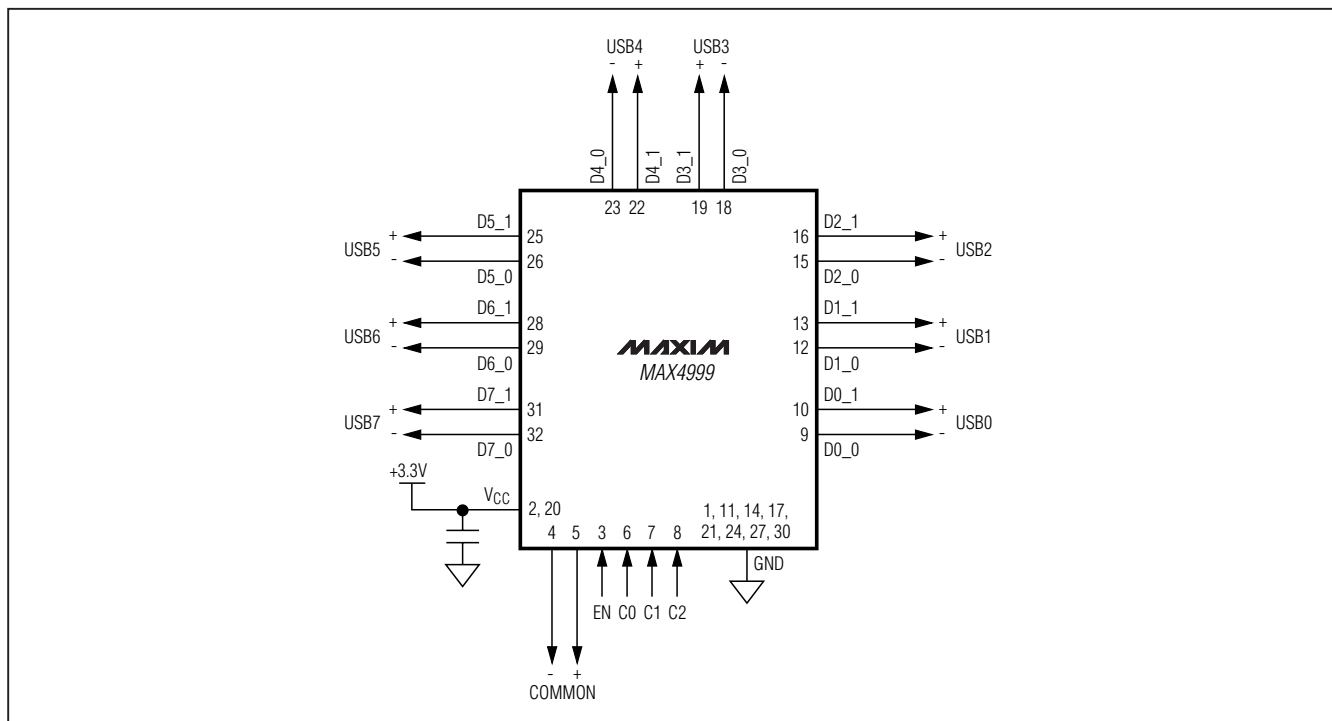 USB4 USB3
- + + -
D4_0 D4_1 D3_1 D3_0
23 22 19 18
D5_1 25 16 D2_1
USB5 + - USB2 + -
D5_0 26 15 D2_0
D6_1 28 13 D1_1
USB6 + - USB1 + -
D6_0 29 12 D1_0
MAXIM
MAX4999
D7_1 31 10 D0_1
USB7 + - USB0 + -
D7_0 32 9 D0_0
+3.3V
VCC 2, 20
1, 11, 14, 17,
21, 24, 27, 30
4 5 3 6 7 8
GND
EN C0 C1 C2
- +
COMMON